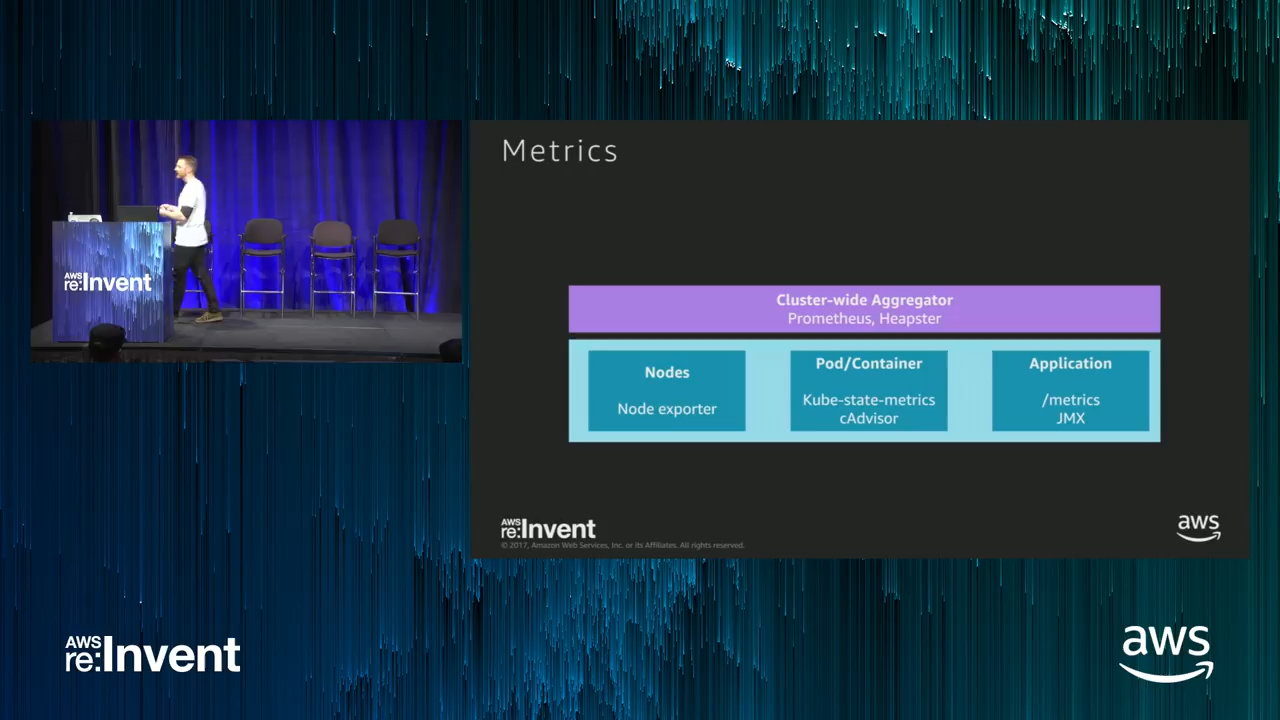 Metrics
Cluster-wide Aggregator
Prometheus, Heapster
Nodes
Node exporter
Pod/Container
Kube-state-metrics
cAdvisor
Application
/metrics
JMX
AWS
re:Invent
AWS
re:Invent
© 2017, Amazon Web Services, Inc. or its Affiliates. All rights reserved.
aws
AWS
re:Invent
aws